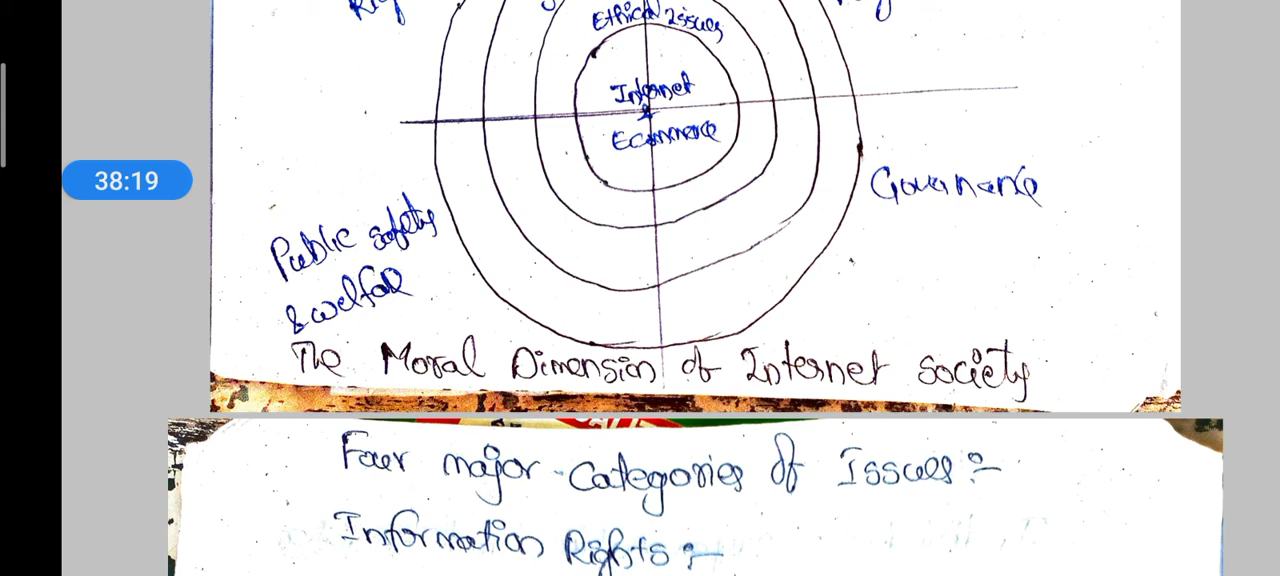 Ethical Issues
Internet
&
Ecommerce
38:19
Governance
Public safety
& welfare
The Moral Dimension of Internet Society
Four major Categories of Issues :-
Information Rights :-